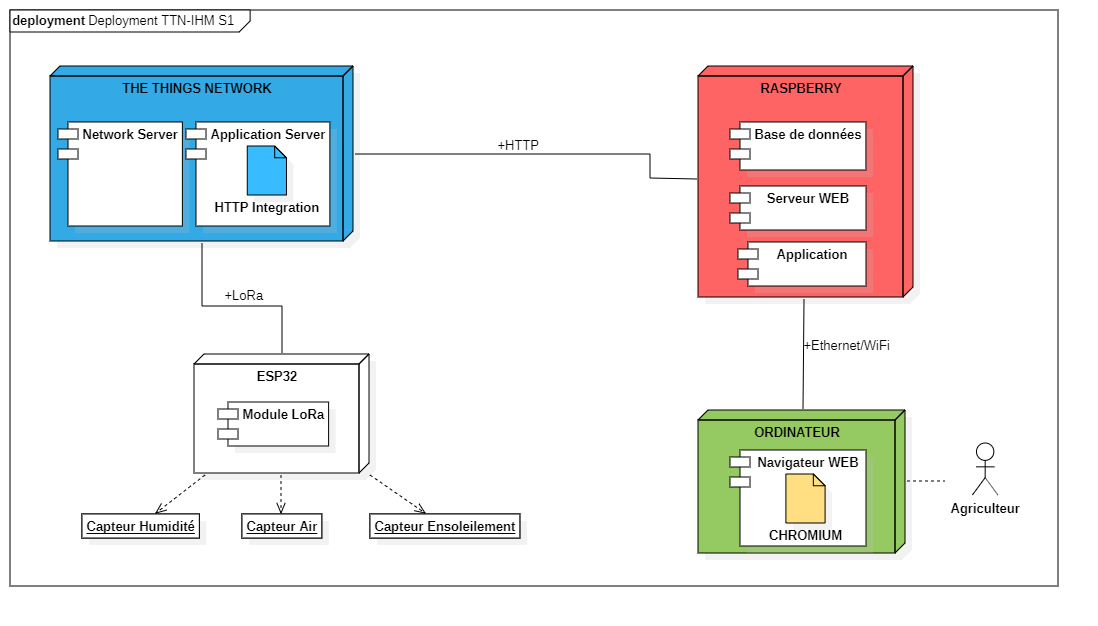 deployment Deployment TTN-IHM S1
THE THINGS NETWORK
Network Server
Application Server
HTTP Integration
+HTTP
RASPBERRY
Base de données
Serveur WEB
Application
+LoRa
+Ethernet/WiFi
ESP32
Module LoRa
Capteur Humidité
Capteur Air
Capteur Ensoleilement
ORDINATEUR
Navigateur WEB
CHROMIUM
Agriculteur